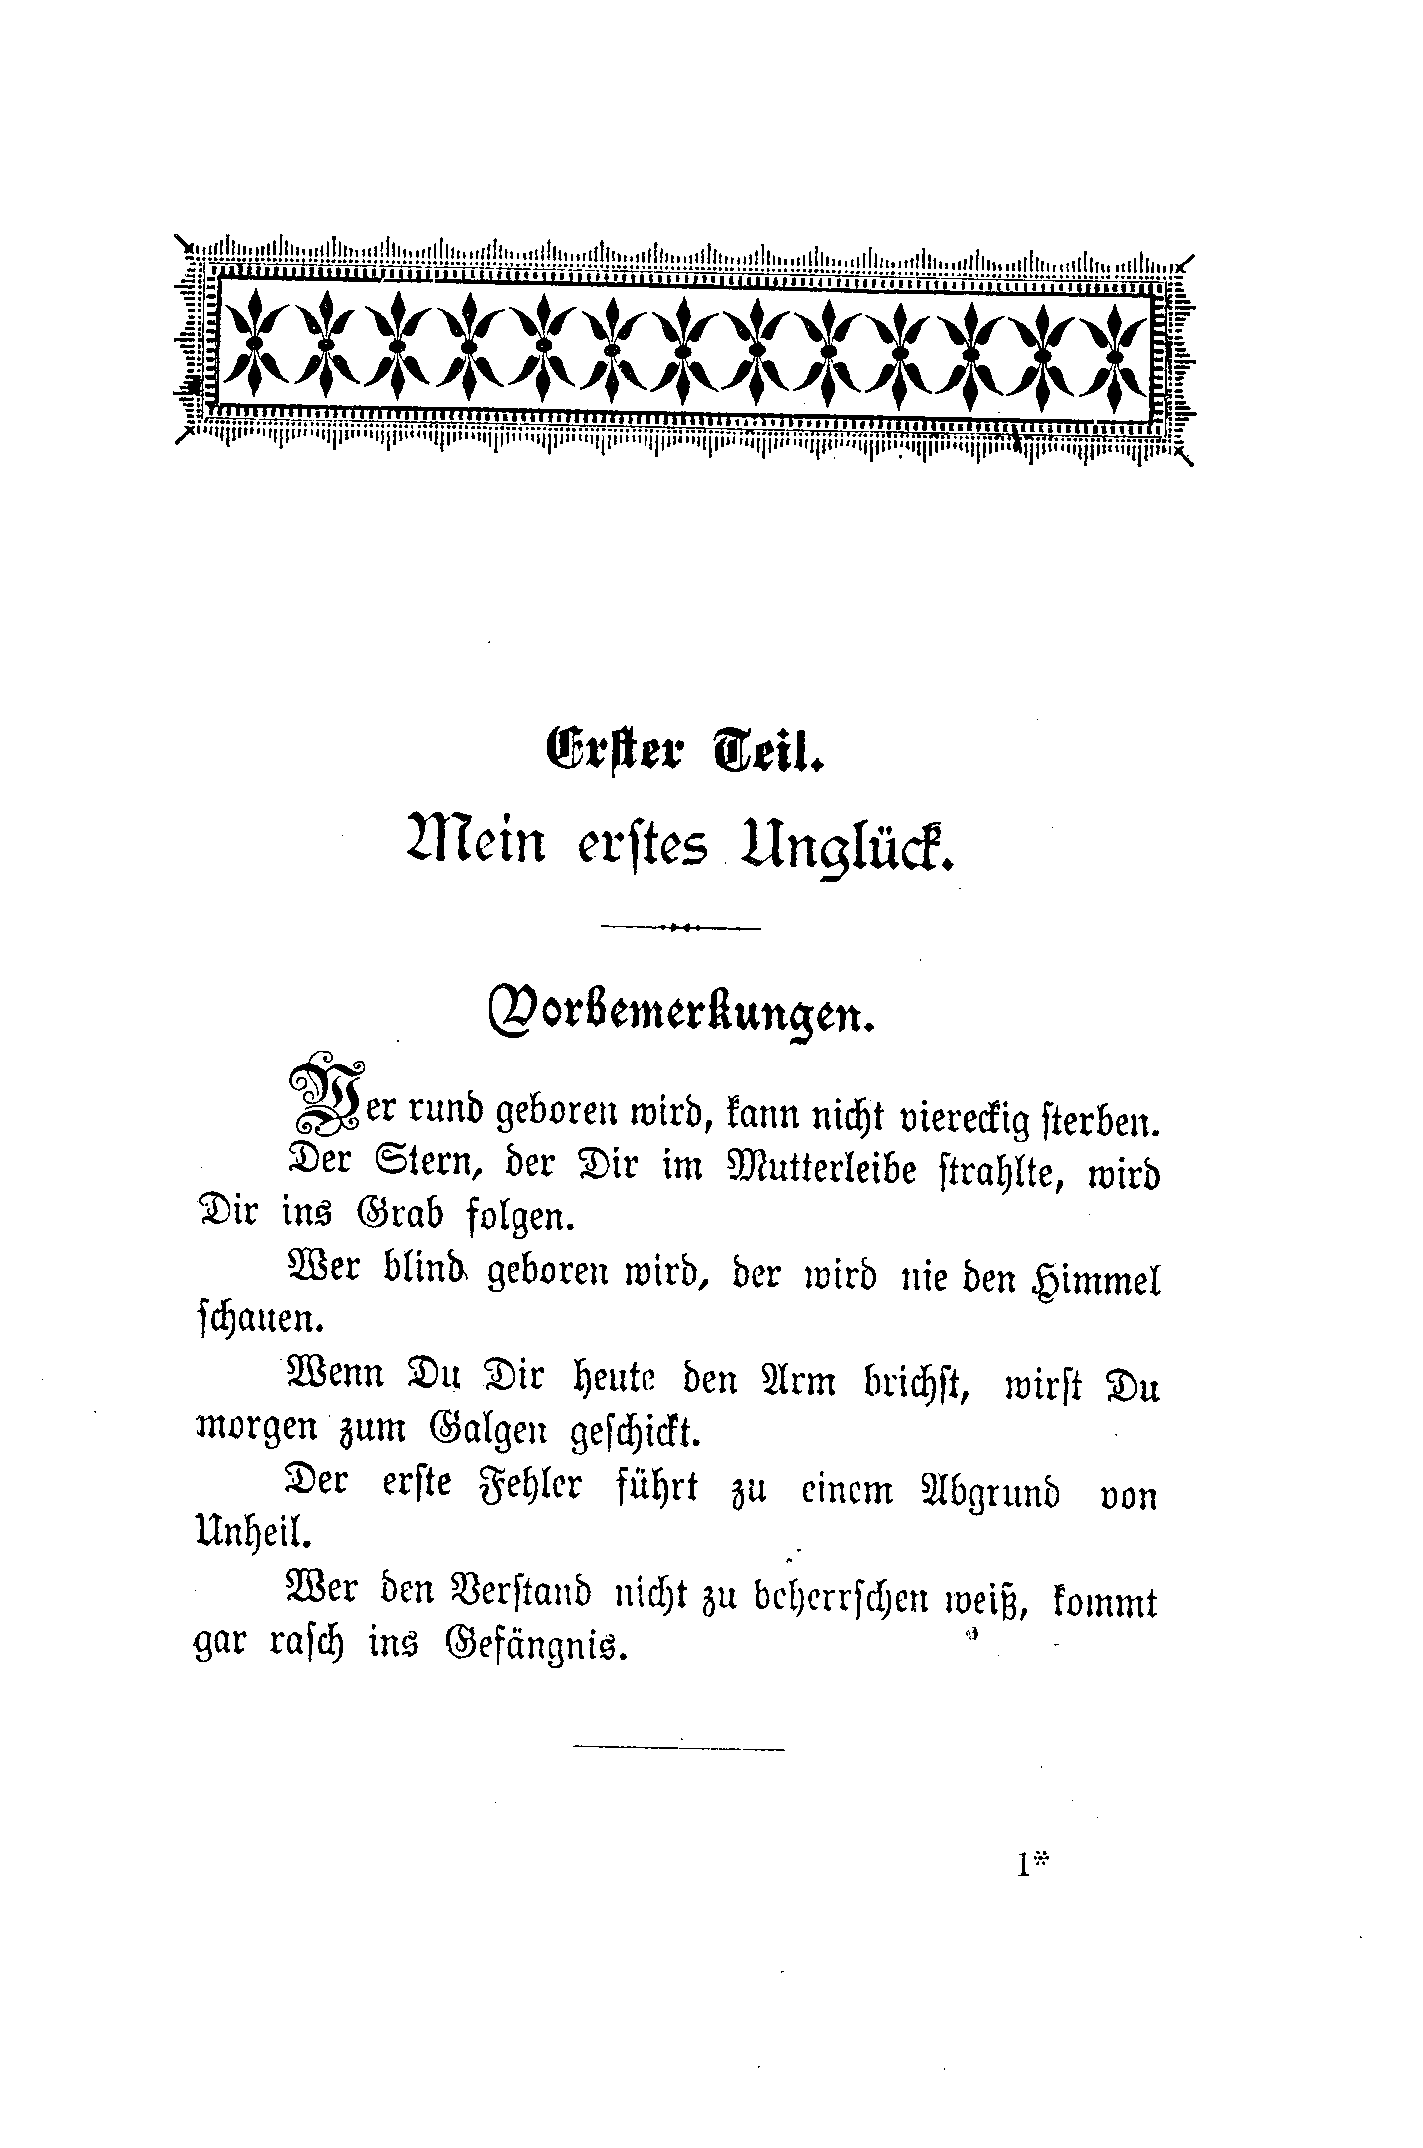 Erster Teil.
Mein erstes Unglück.
Vorbemerkungen.
Wer rund geboren wird, kann nicht viereckig sterben.
Der Stern, der Dir im Mutterleibe strahlte, wird
Dir ins Grab folgen.
Wer blind geboren wird, der wird nie den Himmel
schauen.
Wenn Du Dir heute den Arm brichst, wirst Du
morgen zum Galgen geschickt.
Der erste Fehler führt zu einem Abgrund von
Unheil.
Wer den Verstand nicht zu beherrschen weiß, kommt
gar rasch ins Gefängnis.
1*